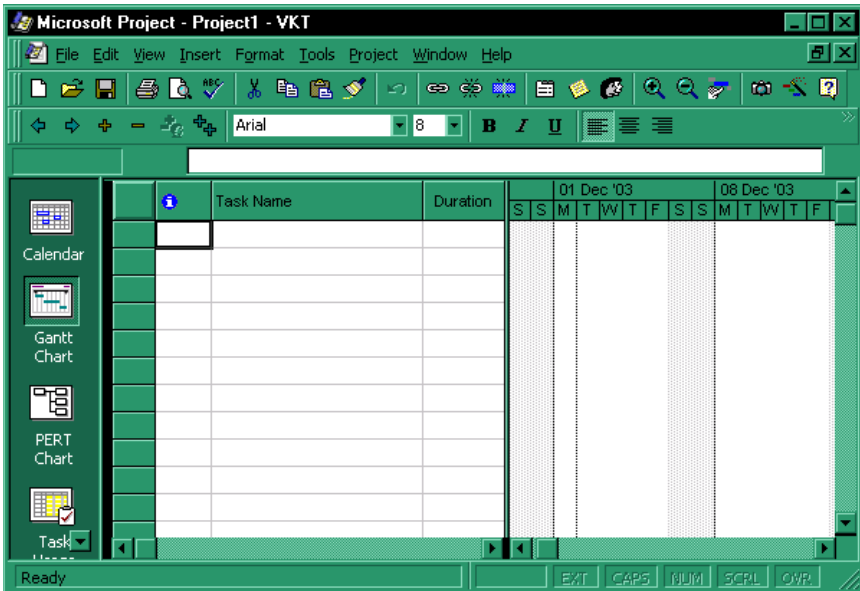 Microsoft Project - Project1 - VKT
File Edit View Insert Format Tools Project Window Help
ABC
Arial 8 B I U
Task Name Duration 01 Dec '03 08 Dec '03
S S M T W T F S S M T W T F
Calendar
Gantt
Chart
PERT
Chart
Task
Ready EXT CAPS NUM SCRL OVR